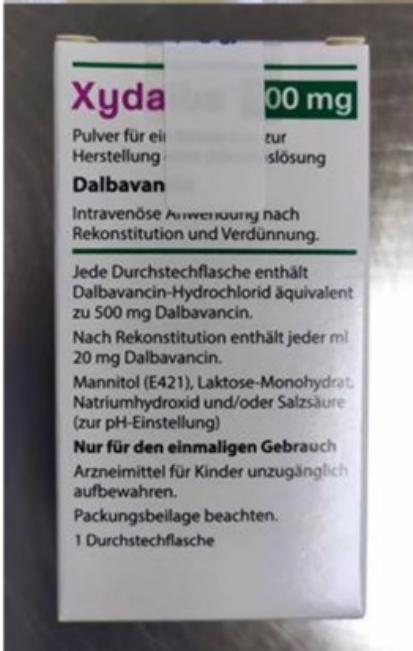 Xyda 00 mg
Pulver für ei zur
Herstellung slösung
Dalbavan
Intravenöse Anwendung nach
Rekonstitution und Verdünnung.
Jede Durchstechflasche enthält
Dalbavancin-Hydrochlorid äquivalent
zu 500 mg Dalbavancin.
Nach Rekonstitution enthält jeder ml
20 mg Dalbavancin.
Mannitol (E421), Laktose-Monohydrat,
Natriumhydroxid und/oder Salzsäure
(zur pH-Einstellung)
Nur für den einmaligen Gebrauch
Arzneimittel für Kinder unzugänglich
aufbewahren.
Packungsbeilage beachten.
1 Durchstechflasche